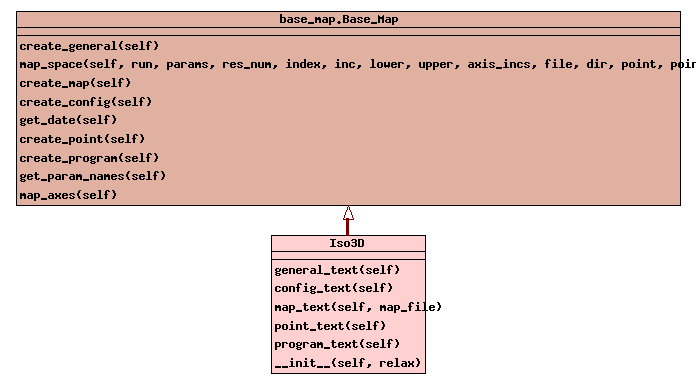 base_map.Base_Map
create_general(self)
map_space(self, run, params, res_num, index, inc, lower, upper, axis_incs, file, dir, point,
create_map(self)
create_config(self)
get_date(self)
create_point(self)
create_program(self)
get_param_names(self)
map_axes(self)
Iso3D
general_text(self)
config_text(self)
map_text(self, map_file)
point_text(self)
program_text(self)
__init__(self, relax)